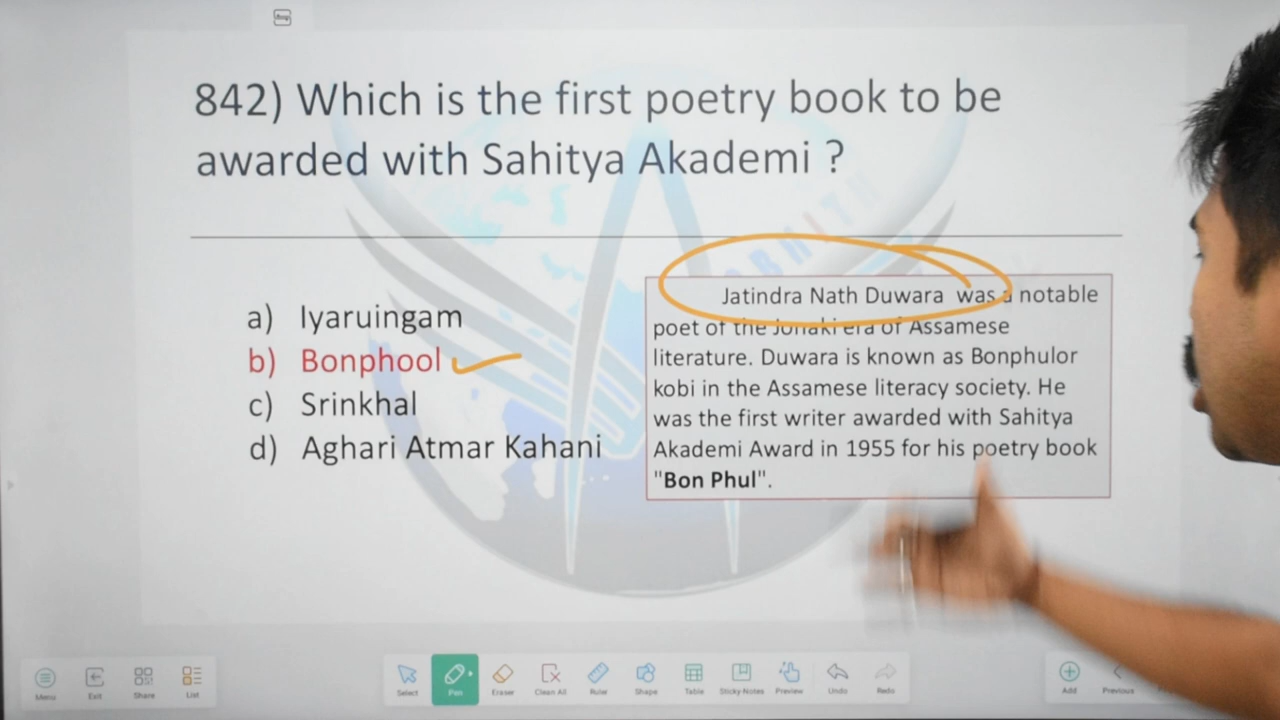 842) Which is the first poetry book to be
awarded with Sahitya Akademi ?
a) Iyaruingam
b) Bonphool
c) Srinkhal
d) Aghari Atmar Kahani
Jatindra Nath Duwara was a notable
poet of the Jonaki era of Assamese
literature. Duwara is known as Bonphulor
kobi in the Assamese literacy society. He
was the first writer awarded with Sahitya
Akademi Award in 1955 for his poetry book
"Bon Phul".
Menu Exit Share List Select Pen Eraser Clean All Ruler Shape Table Sticky-Notes Preview Undo Redo Add Previous